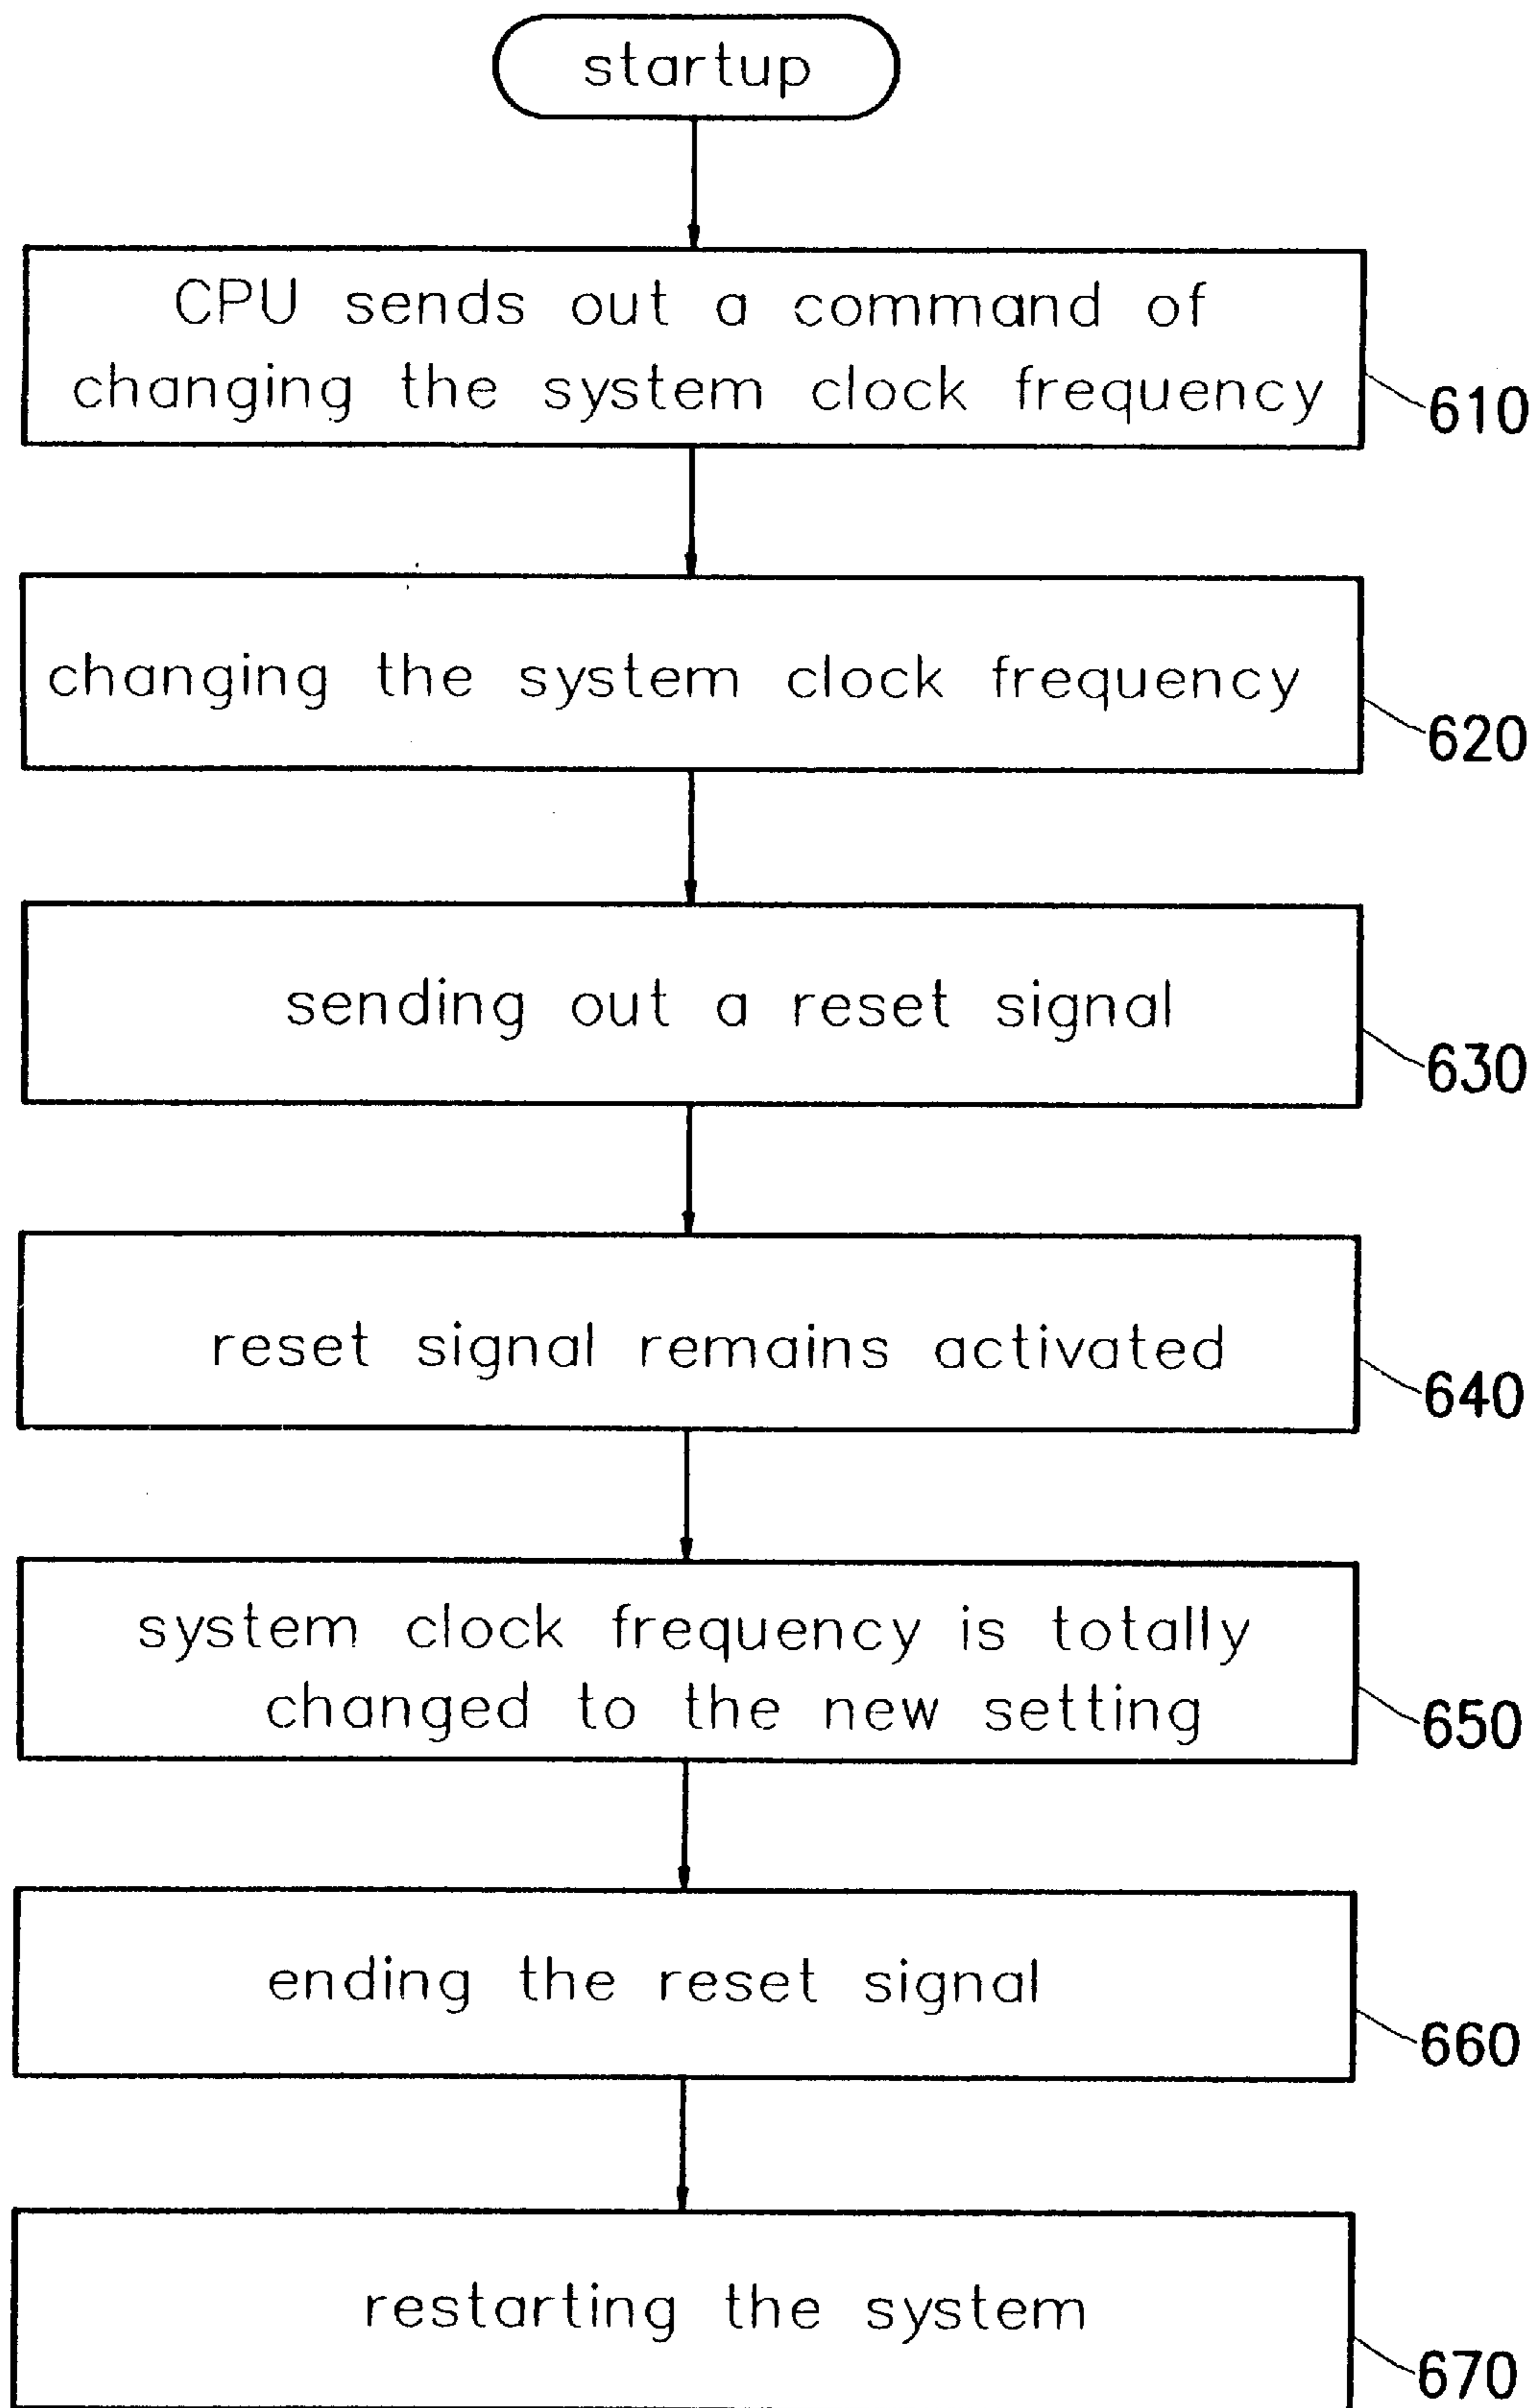 startup
CPU sends out a command of
changing the system clock frequency
610
changing the system clock frequency
620
sending out a reset signal
630
reset signal remains activated
640
system clock frequency is totally
changed to the new setting
650
ending the reset signal
660
restarting the system
670